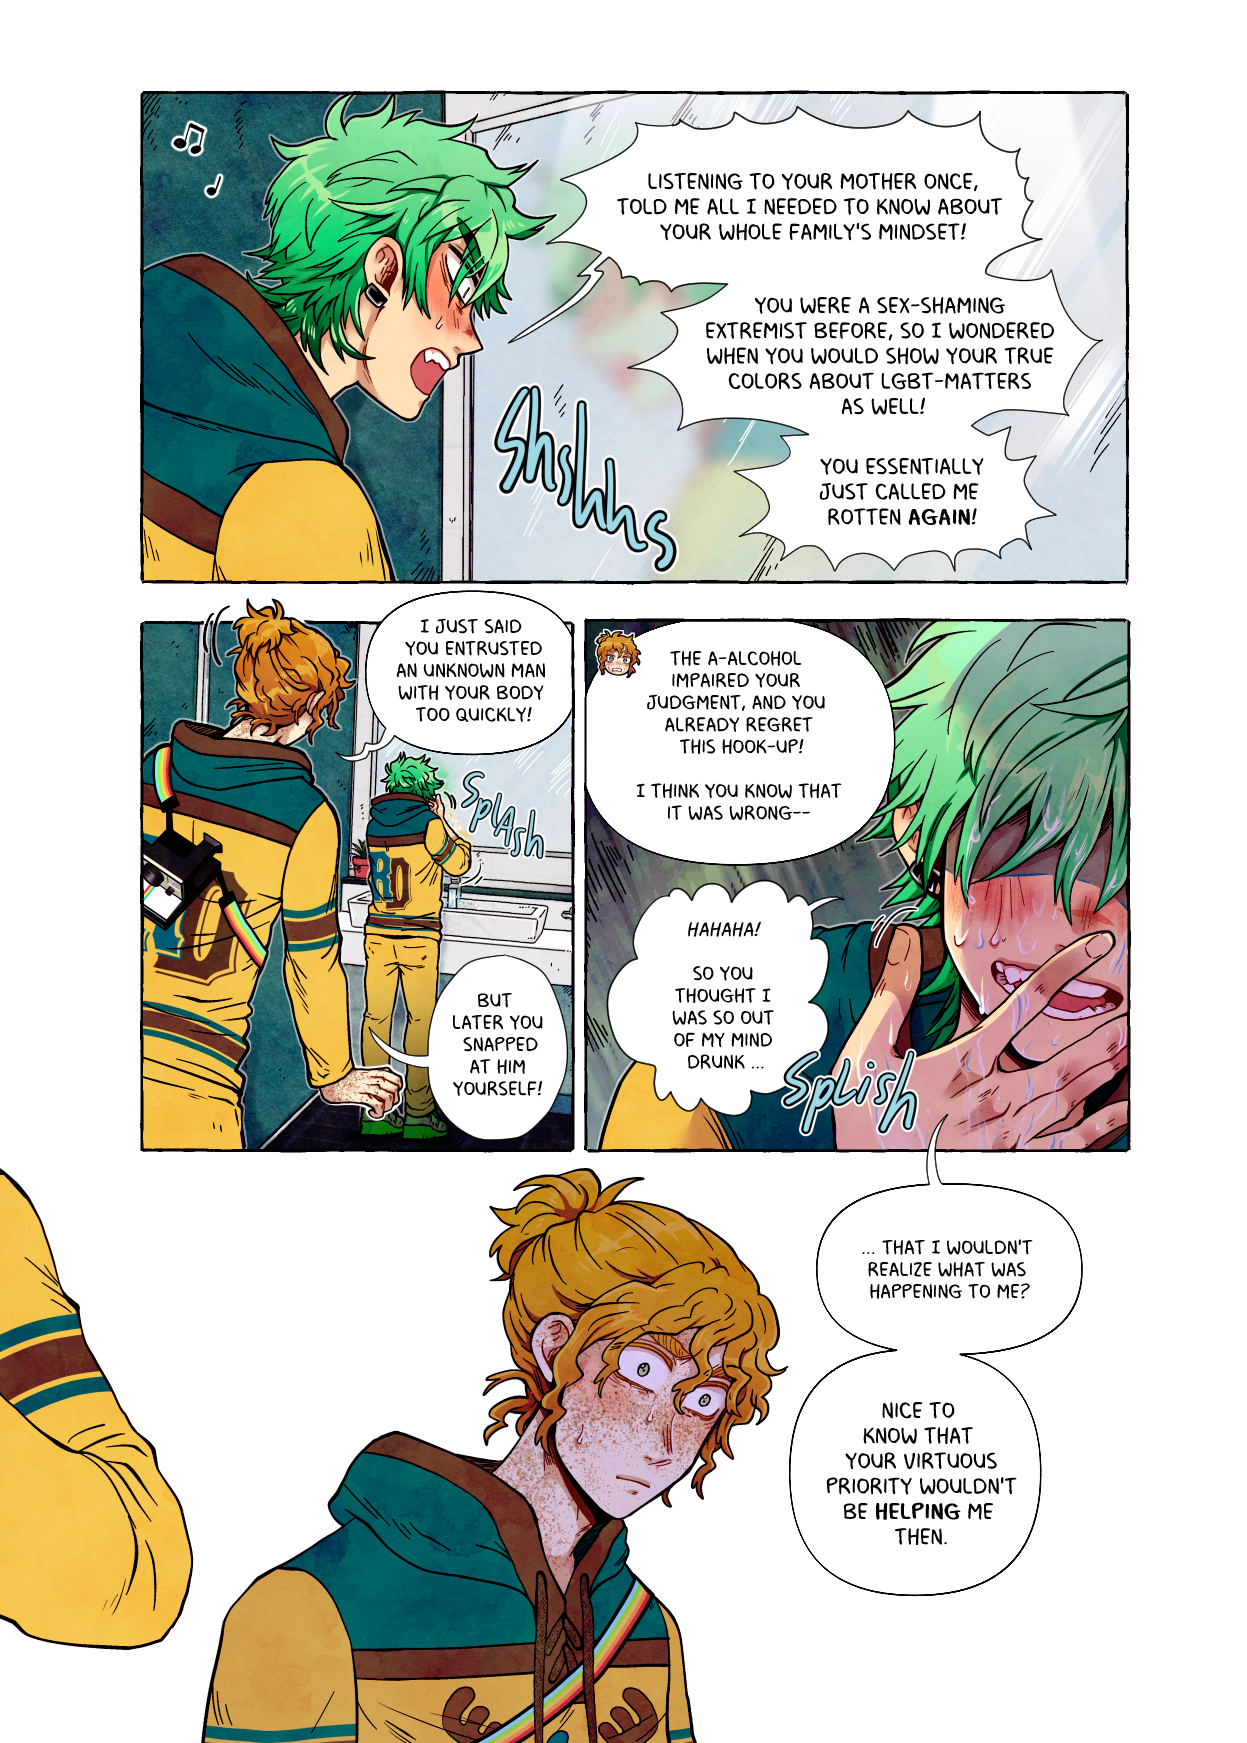 LISTENING TO YOUR MOTHER ONCE,
TOLD ME ALL I NEEDED TO KNOW ABOUT
YOUR WHOLE FAMILY'S MINDSET!
YOU WERE A SEX-SHAMING
EXTREMIST BEFORE, SO I WONDERED
WHEN YOU WOULD SHOW YOUR TRUE
COLORS ABOUT LGBT-MATTERS
AS WELL!
Shshhhs
YOU ESSENTIALLY
JUST CALLED ME
ROTTEN AGAIN!
I JUST SAID
YOU ENTRUSTED
AN UNKNOWN MAN
WITH YOUR BODY
TOO QUICKLY!
SplAsh
RD
BUT
LATER YOU
SNAPPED
AT HIM
YOURSELF!
THE A-ALCOHOL
IMPAIRED YOUR
JUDGMENT, AND YOU
ALREADY REGRET
THIS HOOK-UP!
I THINK YOU KNOW THAT
IT WAS WRONG--
HAHAHA!
SO YOU
THOUGHT I
WAS SO OUT
OF MY MIND
DRUNK ...
SpLish
... THAT I WOULDN'T
REALIZE WHAT WAS
HAPPENING TO ME?
NICE TO
KNOW THAT
YOUR VIRTUOUS
PRIORITY WOULDN'T
BE HELPING ME
THEN.